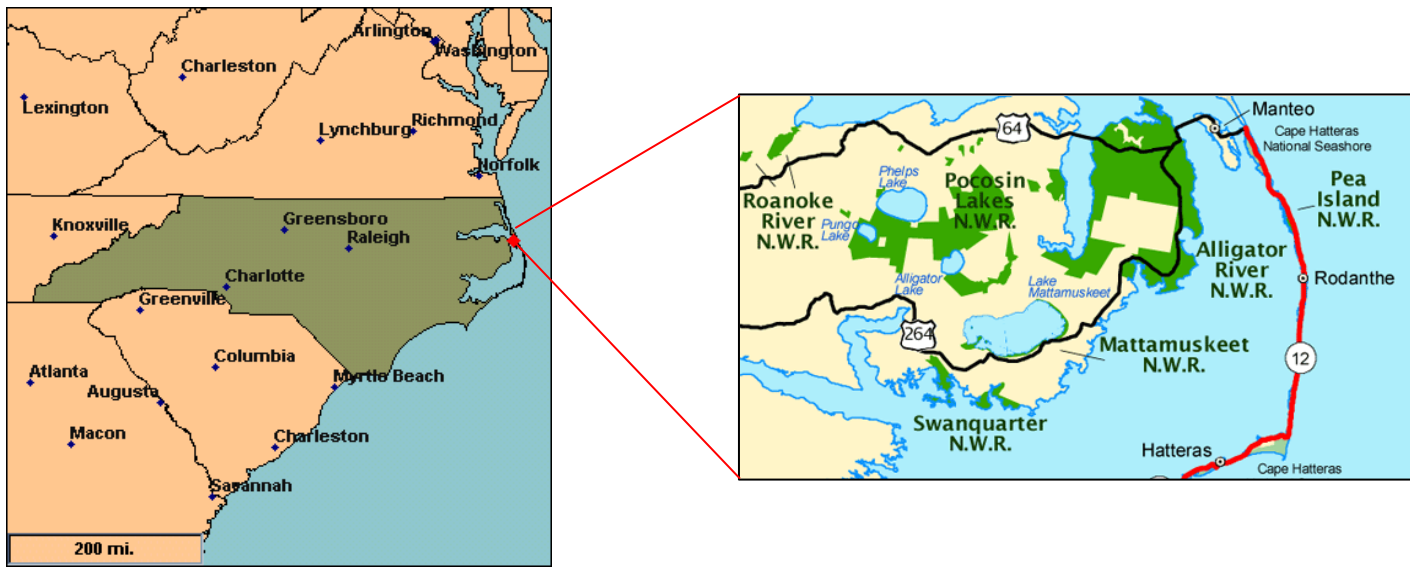 Arlington
Washington
Charleston
Lexington
Richmond
Lynchburg
Norfolk
Knoxville
Greensboro
Raleigh
Charlotte
Greenville
Columbia
Atlanta
Augusta
Myrtle Beach
Macon
Charleston
Savannah
200 mi.
Manteo
64
Cape Hatteras
National Seashore
Phelps
Lake
Pocosin
Lakes
N.W.R.
Pea
Island
N.W.R.
Roanoke
River
N.W.R.
Pungo
Lake
Alligator
River
N.W.R.
Alligator
Lake
Lake
Mattamuskeet
Rodanthe
264
Mattamuskeet
N.W.R.
12
Swanquarter
N.W.R.
Hatteras
Cape Hatteras